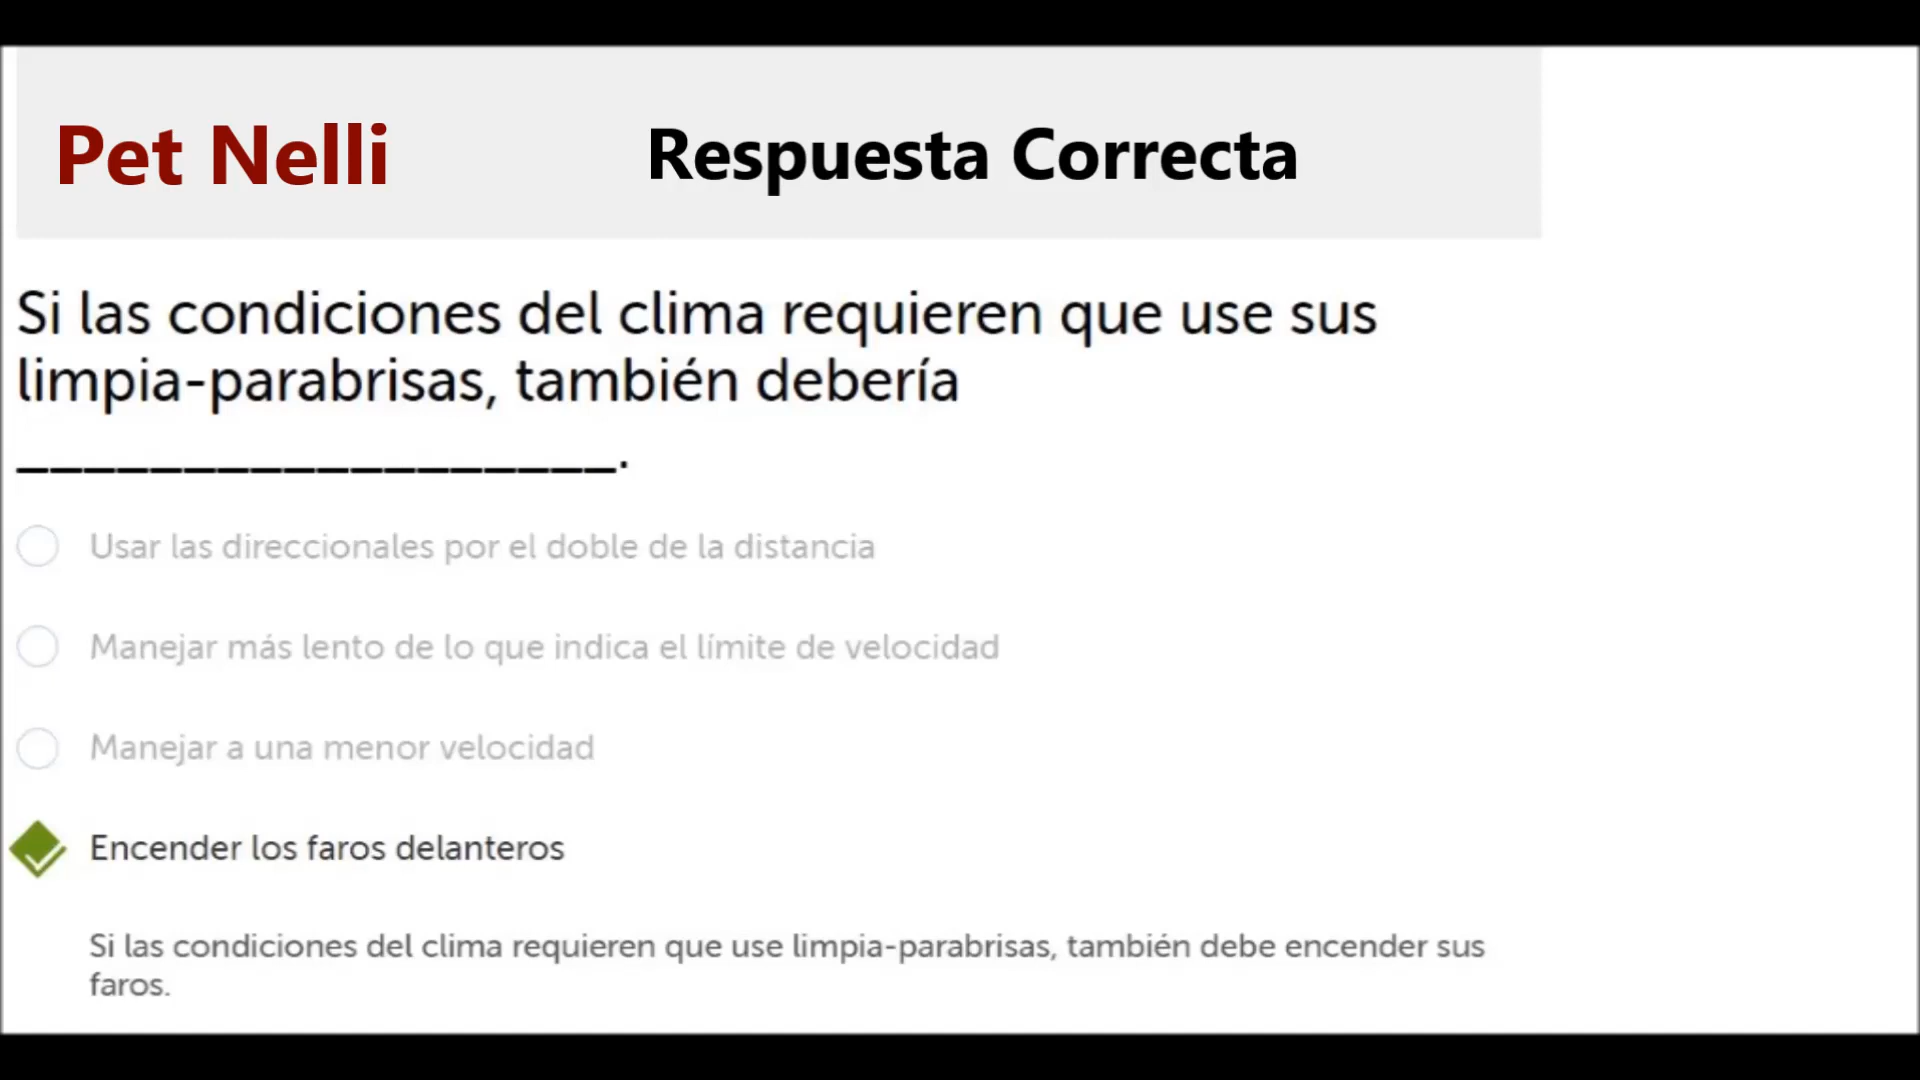 Pet Nelli Respuesta Correcta
Si las condiciones del clima requieren que use sus
limpia-parabrisas, también debería
__________________.
Usar las direccionales por el doble de la distancia
Manejar más lento de lo que indica el límite de velocidad
Manejar a una menor velocidad
Encender los faros delanteros
Si las condiciones del clima requieren que use limpia-parabrisas, también debe encender sus
faros.